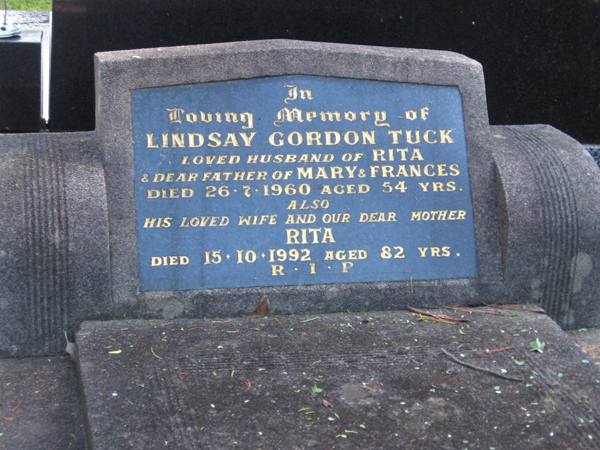 In
Loving Memory of
LINDSAY GORDON TUCK
LOVED HUSBAND OF RITA
& DEAR FATHER OF MARY & FRANCES
DIED 26·7·1960 AGED 54 YRS.
ALSO
HIS LOVED WIFE AND OUR DEAR MOTHER
RITA
DIED 15·10·1992 AGED 82 YRS.
R·I·P